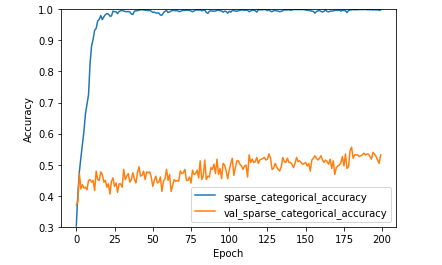 1.0
0.9
0.8
0.7
0.6
0.5
0.4
0.3
Accuracy
sparse_categorical_accuracy
val_sparse_categorical_accuracy
0 25 50 75 100 125 150 175 200
Epoch